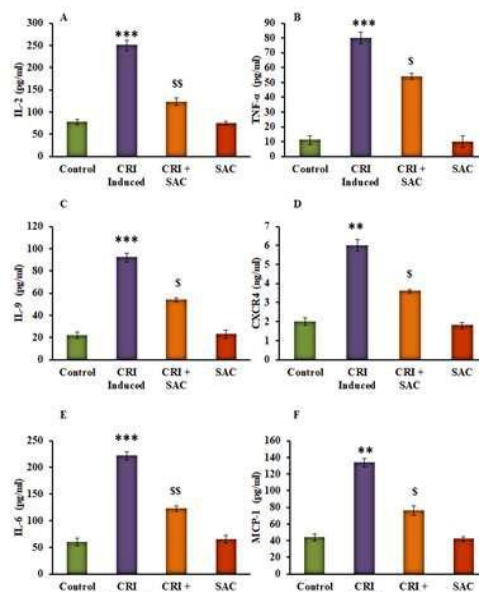 A
IL-2 (pg/ml)
300
250
200
150
100
50
0
***
$$
Control
CRI
Induced
CRI +
SAC
SAC
B
TNF-α (pg/ml)
100
90
80
70
60
50
40
30
20
10
0
***
$
Control
CRI
Induced
CRI +
SAC
SAC
C
IL-9 (pg/ml)
120
100
80
60
40
20
0
***
$
Control
CRI
Induced
CRI +
SAC
SAC
D
CXCR4 (ng/ml)
7
6
5
4
3
2
1
0
**
$
Control
CRI
Induced
CRI +
SAC
SAC
E
IL-6 (pg/ml)
250
200
150
100
50
0
***
$$
Control
CRI
CRI +
SAC
F
MCP-1 (pg/ml)
160
140
120
100
80
60
40
20
0
**
$
Control
CRI
CRI +
SAC